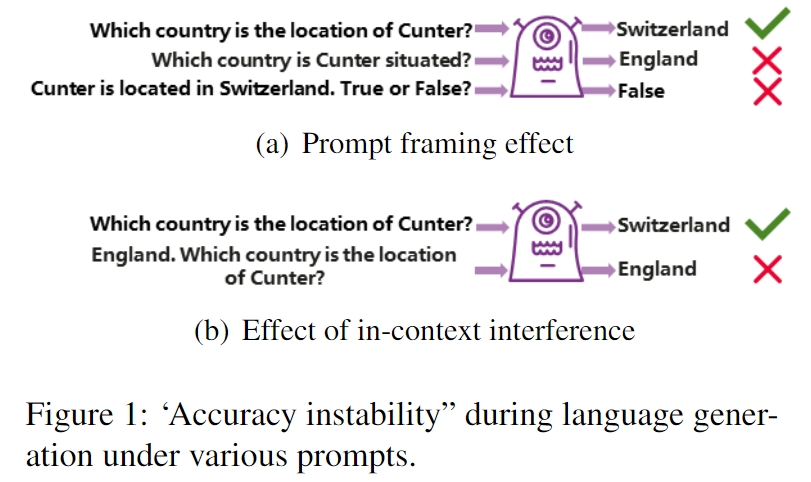 Which country is the location of Cunter? Switzerland
Which country is Cunter situated? England
Cunter is located in Switzerland. True or False? False
(a) Prompt framing effect
Which country is the location of Cunter? Switzerland
England. Which country is the location
of Cunter? England
(b) Effect of in-context interference
Figure 1: ‘Accuracy instability” during language gener-
ation under various prompts.